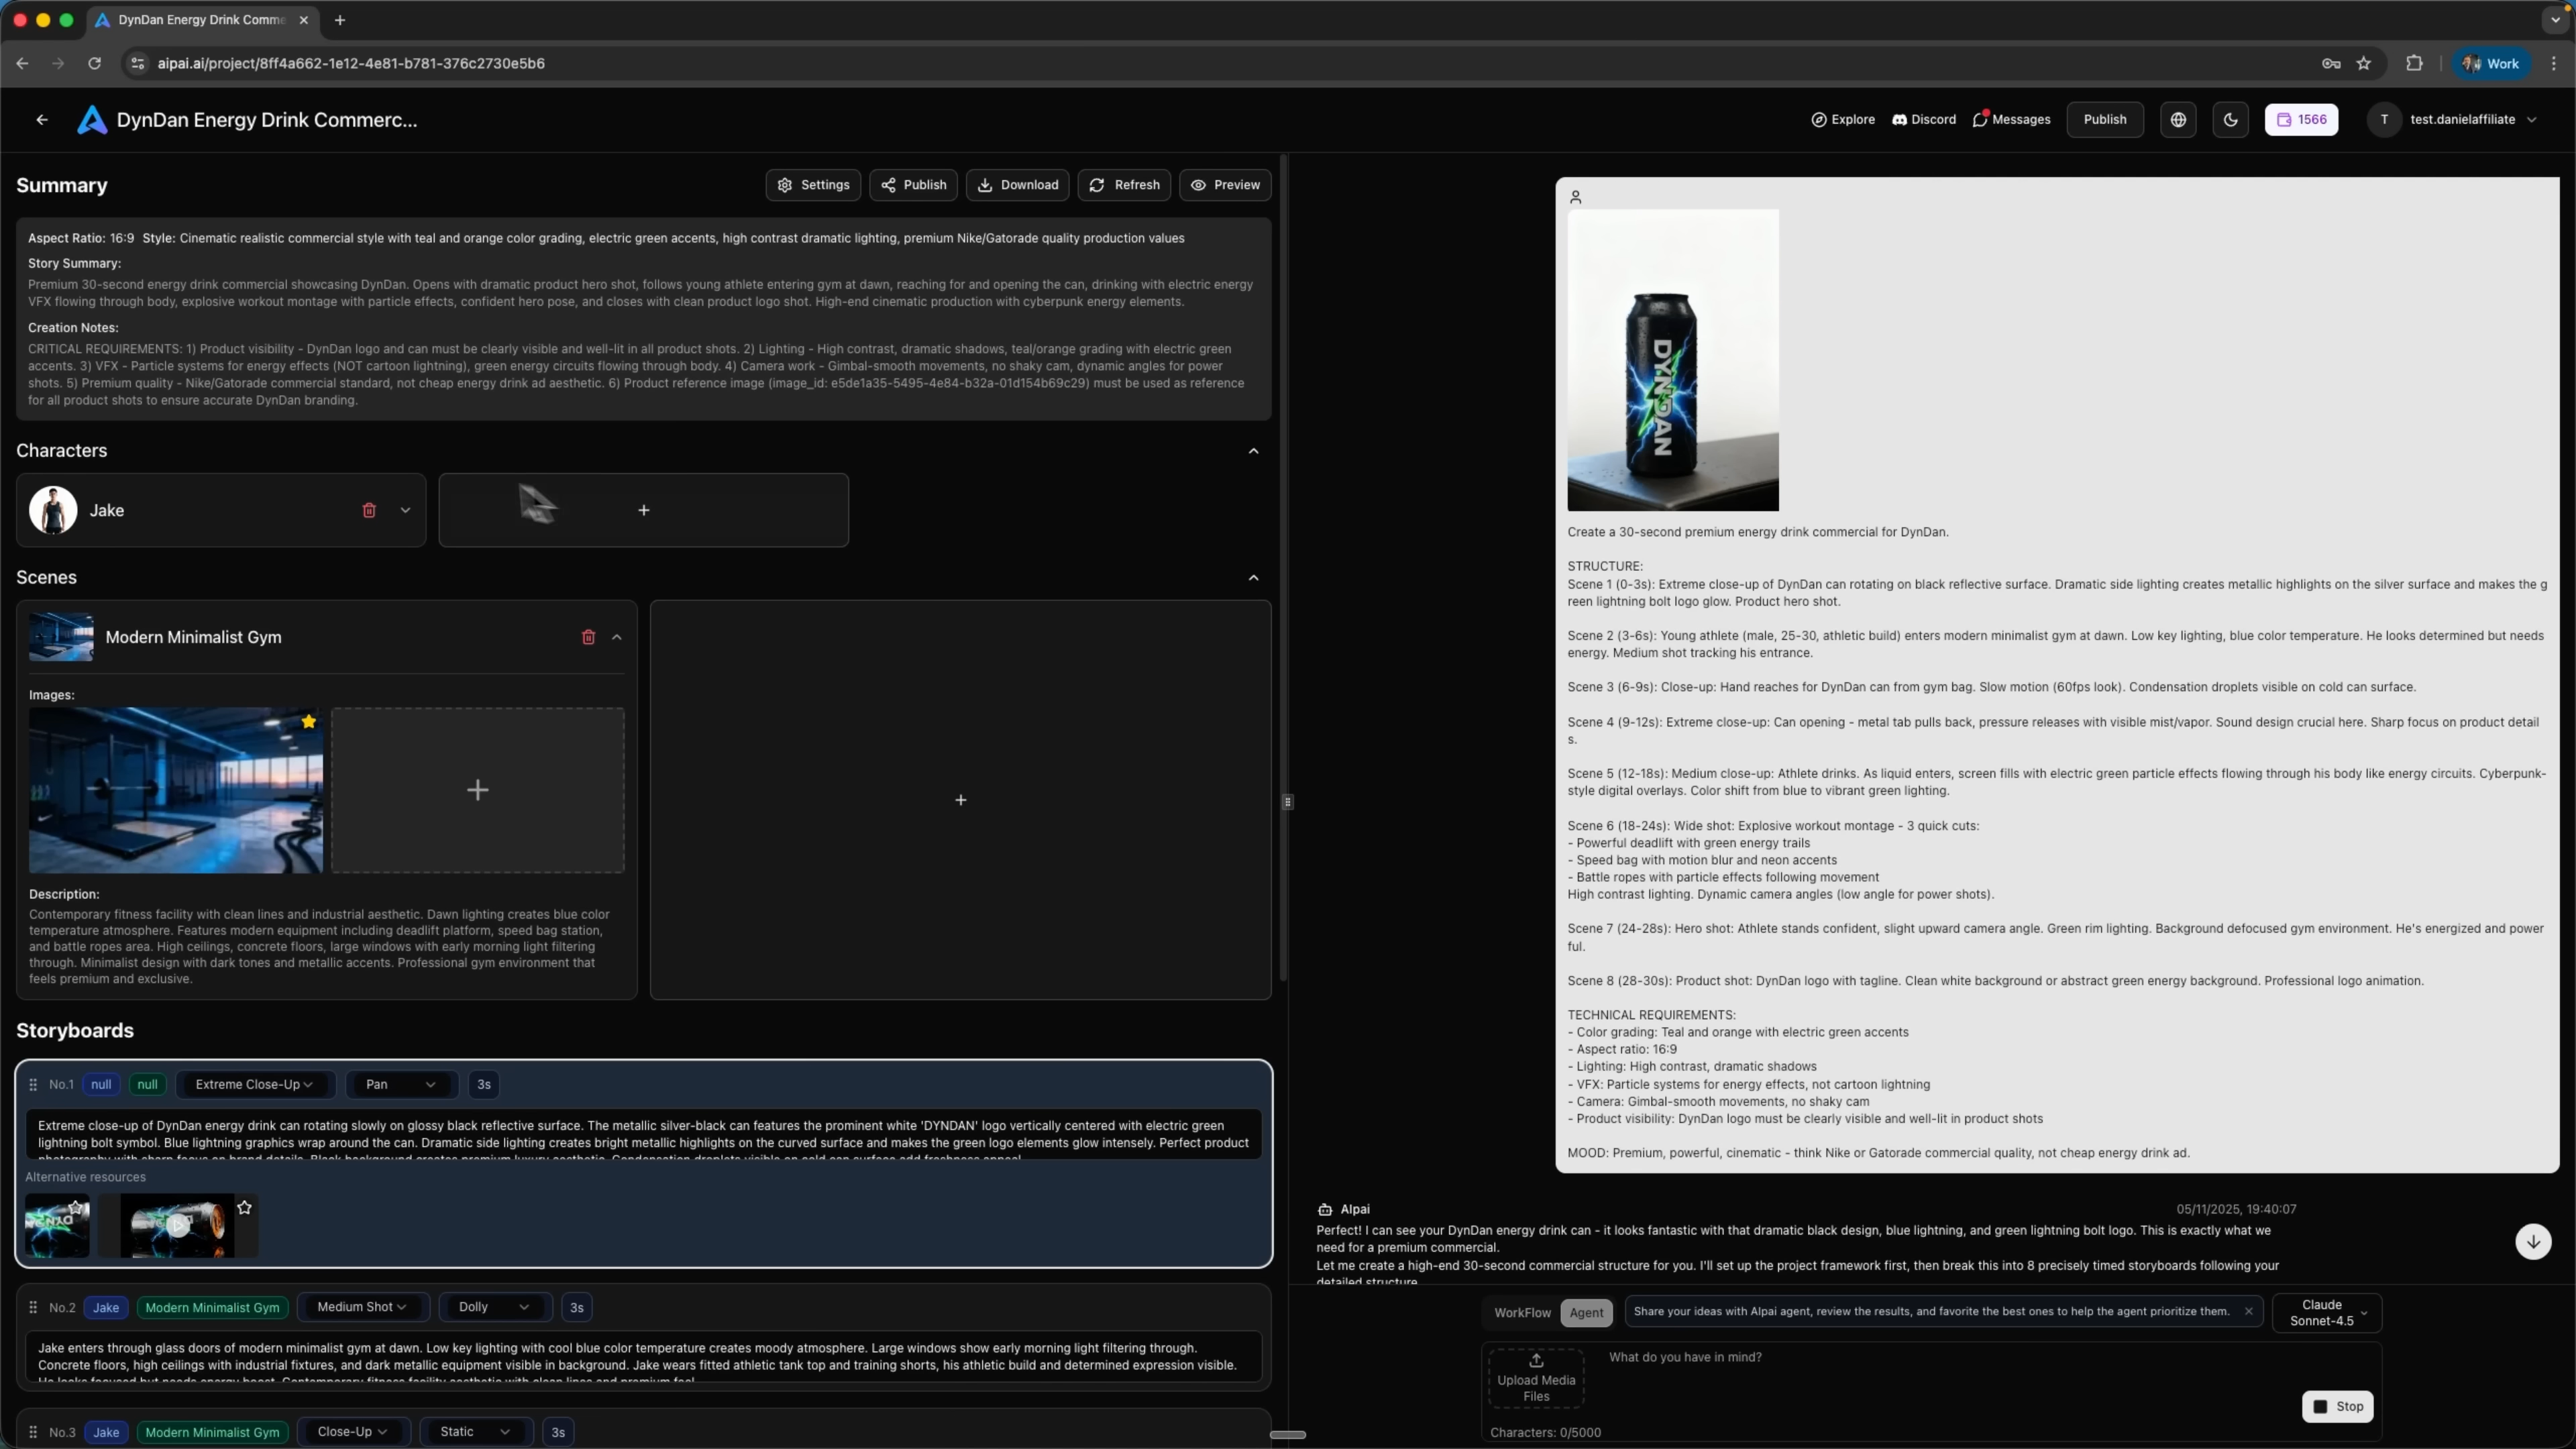 DynDan Energy Drink Comme
aipai.ai/project/8ff4a662-1e12-4e81-b781-376c2730e5b6
Work
DynDan Energy Drink Commerc...
Explore
Discord
Messages
Publish
1566
T
test.danielaffiliate
Summary
Settings
Publish
Download
Refresh
Preview
Aspect Ratio: 16:9 Style: Cinematic realistic commercial style with teal and orange color grading, electric green accents, high contrast dramatic lighting, premium Nike/Gatorade quality production values
Story Summary:
Premium 30-second energy drink commercial showcasing DynDan. Opens with dramatic product hero shot, follows young athlete entering gym at dawn, reaching for and opening the can, drinking with electric energy
VFX flowing through body, explosive workout montage with particle effects, confident hero pose, and closes with clean product logo shot. High-end cinematic production with cyberpunk energy elements.
Creation Notes:
CRITICAL REQUIREMENTS: 1) Product visibility - DynDan logo and can must be clearly visible and well-lit in all product shots. 2) Lighting - High contrast, dramatic shadows, teal/orange grading with electric green
accents. 3) VFX - Particle systems for energy effects (NOT cartoon lightning), green energy circuits flowing through body. 4) Camera work - Gimbal-smooth movements, no shaky cam, dynamic angles for power
shots. 5) Premium quality - Nike/Gatorade commercial standard, not cheap energy drink ad aesthetic. 6) Product reference image (image_id: e5de1a35-5495-4e84-b32a-01d154b69c29) must be used as reference
for all product shots to ensure accurate DynDan branding.
Characters
Jake
Scenes
Modern Minimalist Gym
Images:
Description:
Contemporary fitness facility with clean lines and industrial aesthetic. Dawn lighting creates blue color
temperature atmosphere. Features modern equipment including deadlift platform, speed bag station,
and battle ropes area. High ceilings, concrete floors, large windows with early morning light filtering
through. Minimalist design with dark tones and metallic accents. Professional gym environment that
feels premium and exclusive.
Storyboards
No.1 null null Extreme Close-Up Pan 3s
Extreme close-up of DynDan energy drink can rotating slowly on glossy black reflective surface. The metallic silver-black can features the prominent white 'DYNDAN' logo vertically centered with electric green
lightning bolt symbol. Blue lightning graphics wrap around the can. Dramatic side lighting creates bright metallic highlights on the curved surface and makes the green logo elements glow intensely. Perfect product
photography with sharp focus on brand details. Black background creates premium luxury aesthetic. Condensation droplets visible on cold can surface add freshness appeal.
Alternative resources
No.2 Jake Modern Minimalist Gym Medium Shot Dolly 3s
Jake enters through glass doors of modern minimalist gym at dawn. Low key lighting with cool blue color temperature creates moody atmosphere. Large windows show early morning light filtering through.
Concrete floors, high ceilings with industrial fixtures, and dark metallic equipment visible in background. Jake wears fitted athletic tank top and training shorts, his athletic build and determined expression visible.
He looks focused but needs energy boost. Contemporary fitness facility aesthetic with clean lines and premium feel.
No.3 Jake Modern Minimalist Gym Close-Up Static 3s
DYNDAN
Create a 30-second premium energy drink commercial for DynDan.
STRUCTURE:
Scene 1 (0-3s): Extreme close-up of DynDan can rotating on black reflective surface. Dramatic side lighting creates metallic highlights on the silver surface and makes the g
reen lightning bolt logo glow. Product hero shot.
Scene 2 (3-6s): Young athlete (male, 25-30, athletic build) enters modern minimalist gym at dawn. Low key lighting, blue color temperature. He looks determined but needs
energy. Medium shot tracking his entrance.
Scene 3 (6-9s): Close-up: Hand reaches for DynDan can from gym bag. Slow motion (60fps look). Condensation droplets visible on cold can surface.
Scene 4 (9-12s): Extreme close-up: Can opening - metal tab pulls back, pressure releases with visible mist/vapor. Sound design crucial here. Sharp focus on product detail
s.
Scene 5 (12-18s): Medium close-up: Athlete drinks. As liquid enters, screen fills with electric green particle effects flowing through his body like energy circuits. Cyberpunk-
style digital overlays. Color shift from blue to vibrant green lighting.
Scene 6 (18-24s): Wide shot: Explosive workout montage - 3 quick cuts:
- Powerful deadlift with green energy trails
- Speed bag with motion blur and neon accents
- Battle ropes with particle effects following movement
High contrast lighting. Dynamic camera angles (low angle for power shots).
Scene 7 (24-28s): Hero shot: Athlete stands confident, slight upward camera angle. Green rim lighting. Background defocused gym environment. He's energized and power
ful.
Scene 8 (28-30s): Product shot: DynDan logo with tagline. Clean white background or abstract green energy background. Professional logo animation.
TECHNICAL REQUIREMENTS:
- Color grading: Teal and orange with electric green accents
- Aspect ratio: 16:9
- Lighting: High contrast, dramatic shadows
- VFX: Particle systems for energy effects, not cartoon lightning
- Camera: Gimbal-smooth movements, no shaky cam
- Product visibility: DynDan logo must be clearly visible and well-lit in product shots
MOOD: Premium, powerful, cinematic - think Nike or Gatorade commercial quality, not cheap energy drink ad.
AIpai
05/11/2025, 19:40:07
Perfect! I can see your DynDan energy drink can - it looks fantastic with that dramatic black design, blue lightning, and green lightning bolt logo. This is exactly what we
need for a premium commercial.
Let me create a high-end 30-second commercial structure for you. I'll set up the project framework first, then break this into 8 precisely timed storyboards following your
detailed structure.
WorkFlow
Agent
Share your ideas with AIpai agent, review the results, and favorite the best ones to help the agent prioritize them.
Claude
Sonnet-4.5
Upload Media
Files
What do you have in mind?
Stop
Characters: 0/5000